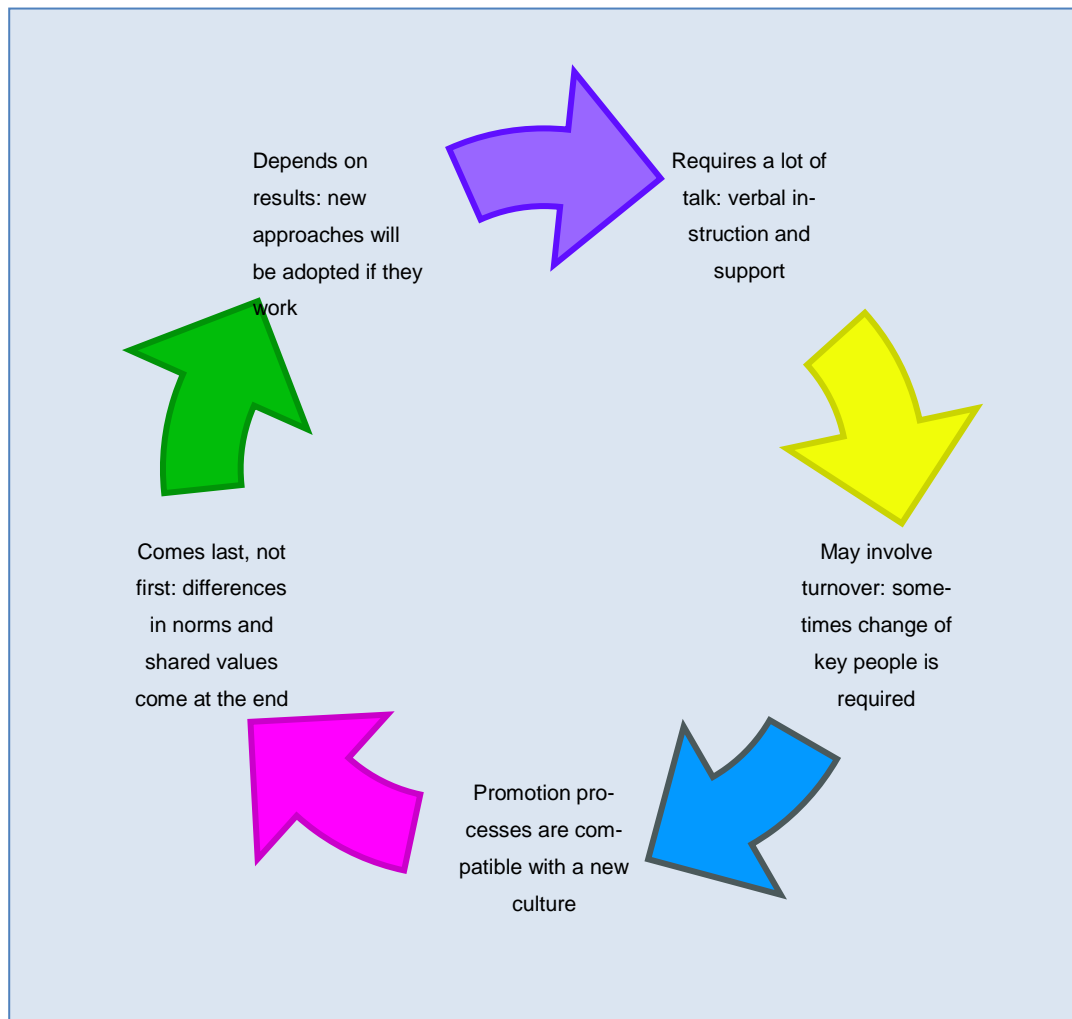 Depends on
results: new
approaches will
be adopted if they
work
Requires a lot of
talk: verbal in-
struction and
support
May involve
turnover: some-
times change of
key people is
required
Promotion pro-
cesses are com-
patible with a new
culture
Comes last, not
first: differences
in norms and
shared values
come at the end